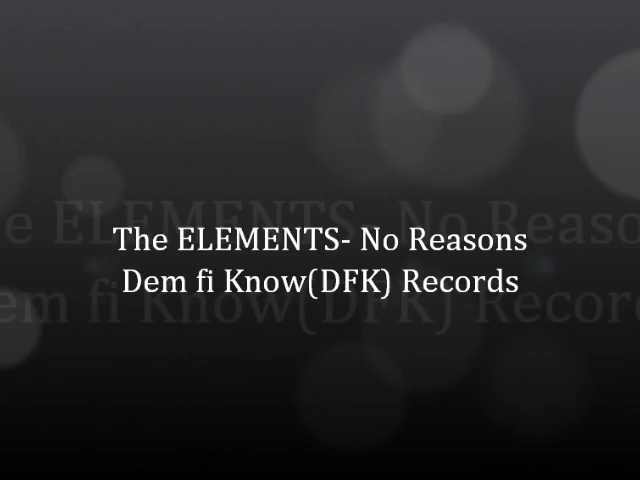 The ELEMENTS- No Reasons
Dem fi Know(DFK) Records